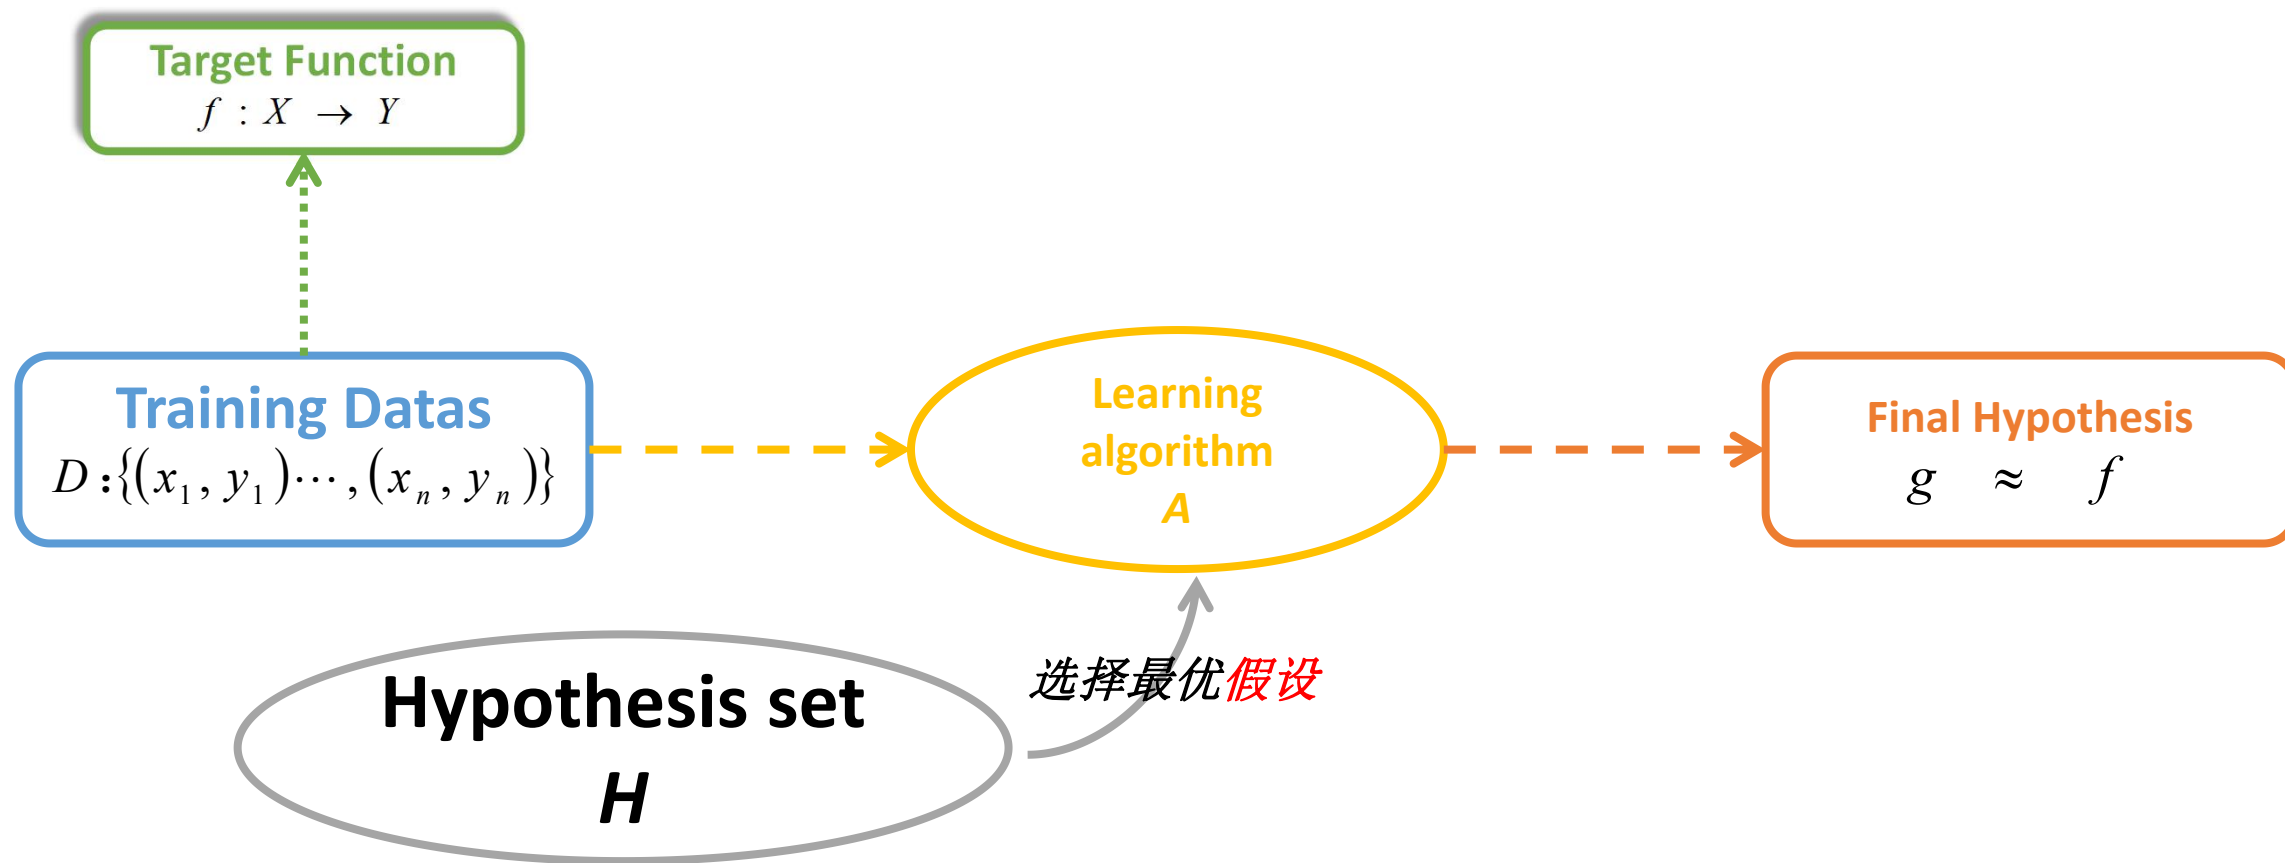 Target Function
f : X → Y
Training Datas
D：{(x₁, y₁)⋯, (xₙ, yₙ)}
Learning
algorithm
A
Final Hypothesis
g ≈ f
选择最优假设
Hypothesis set
H